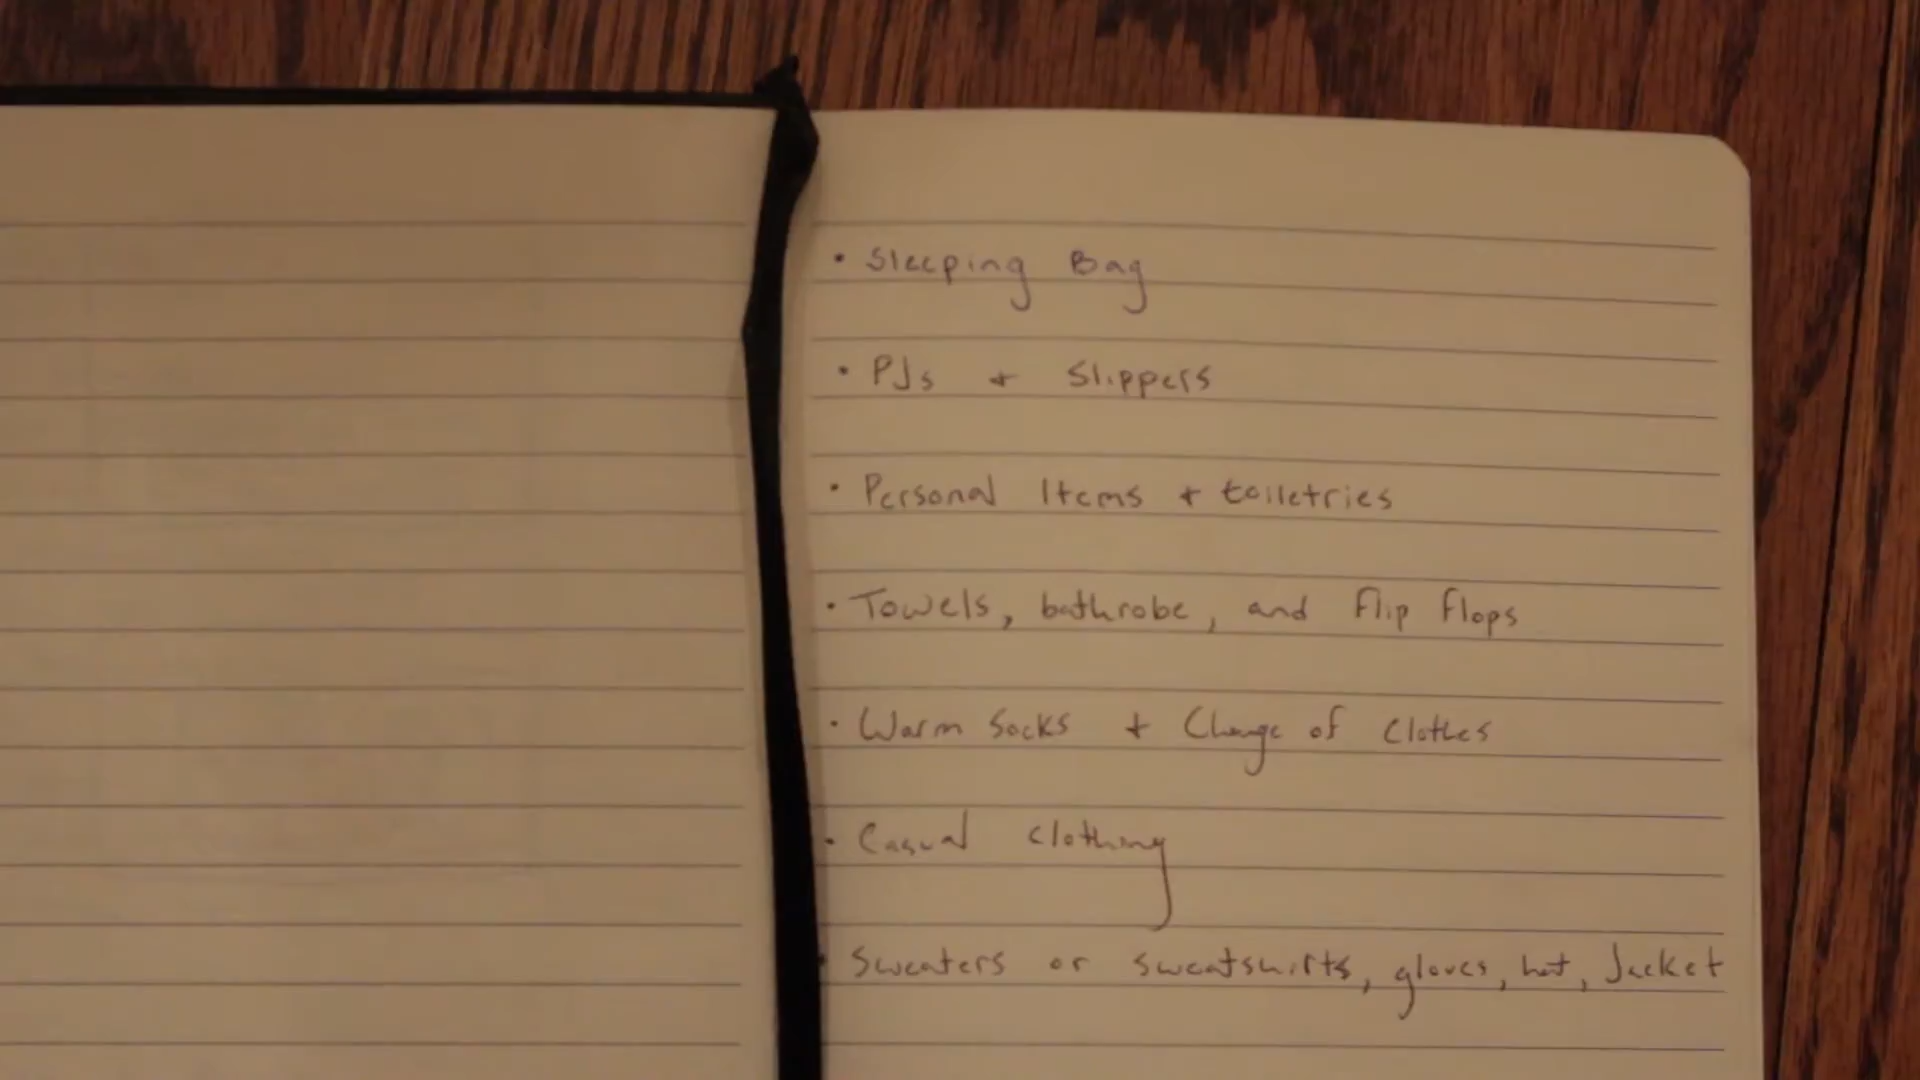 • Sleeping Bag
• PJs + Slippers
• Personal Items + toiletries
• Towels, bathrobe, and flip flops
• Warm Socks + Change of Clothes
• Casual clothing
• Sweaters or sweatshirts, gloves, hat, Jacket